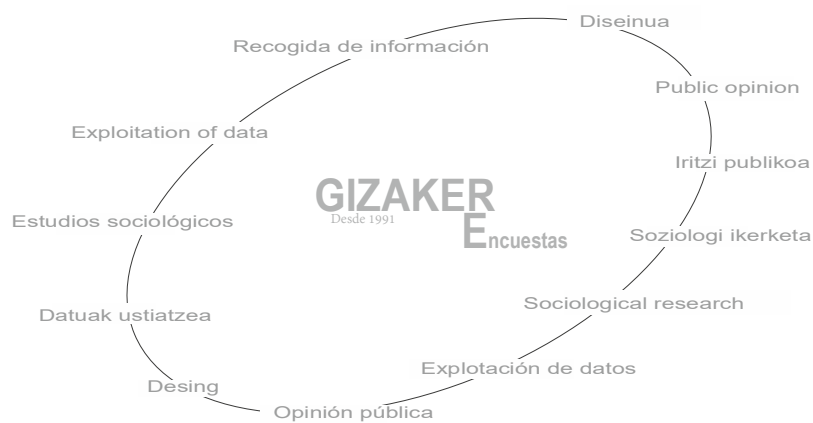 Diseinua
Recogida de información
Public opinion
Exploitation of data
Iritzi publikoa
GIZAKER
Desde 1991
Estudios sociológicos
Encuestas
Soziologi ikerketa
Sociological research
Datuak ustiatzea
Explotación de datos
Desing
Opinión pública